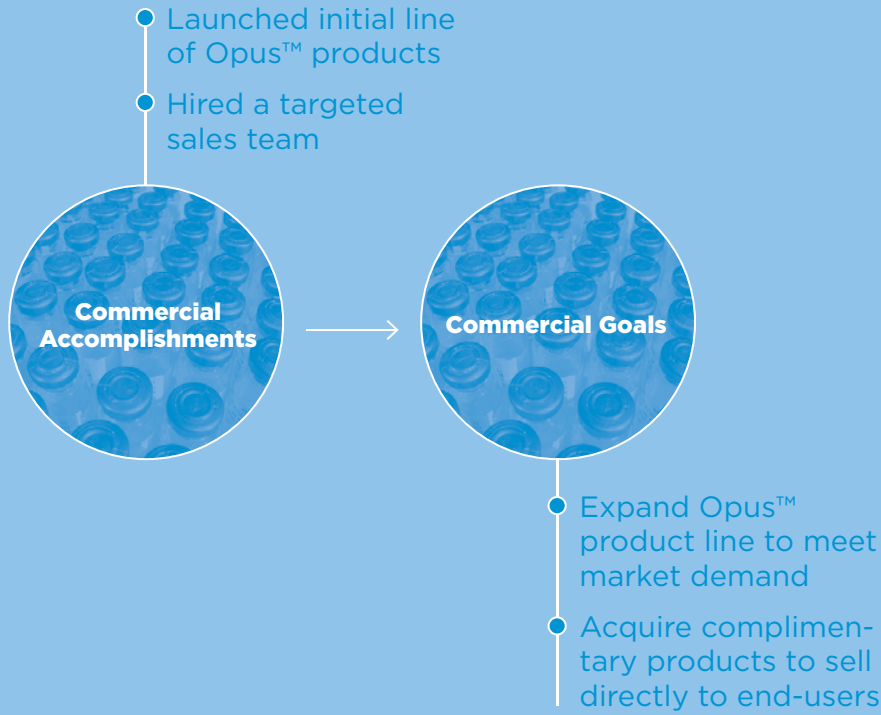 Launched initial line
of Opus™ products
Hired a targeted
sales team
Commercial
Accomplishments
Commercial Goals
Expand Opus™
product line to meet
market demand
Acquire complimen-
tary products to sell
directly to end-users